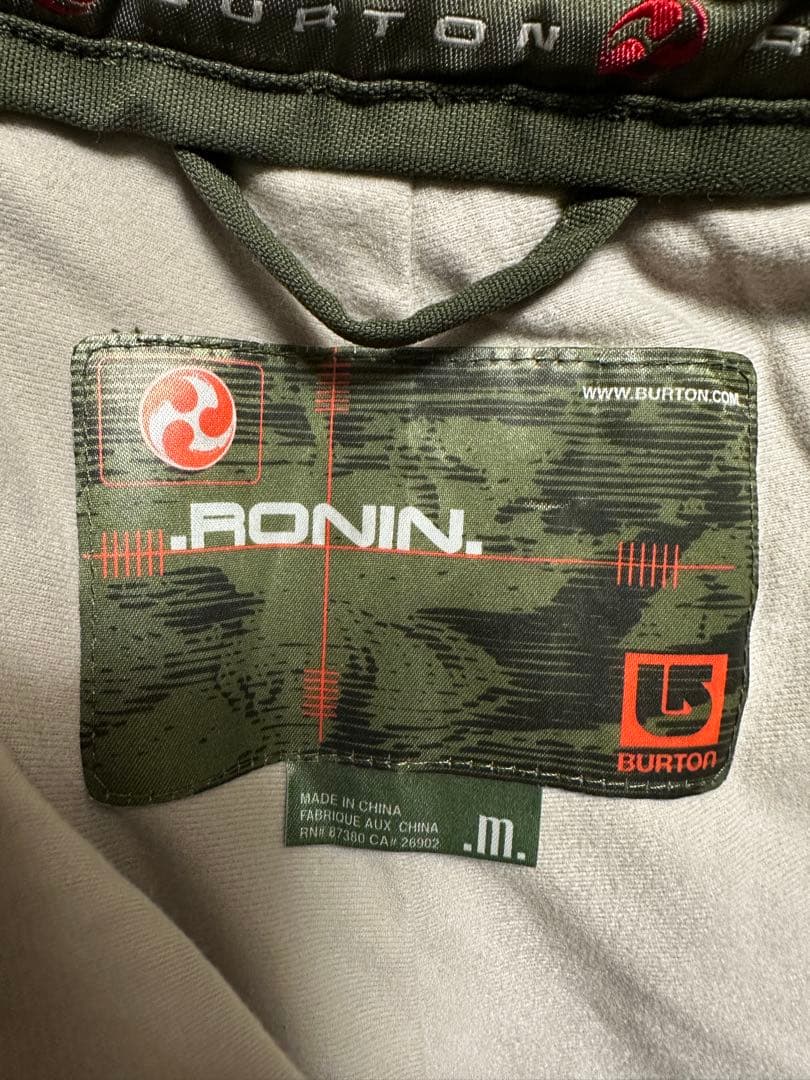 BURTON
WWW.BURTON.COM
.RONIN.
BURTON
MADE IN CHINA
FABRIQUE AUX CHINA
RN# 87380 CA# 26902
.m.